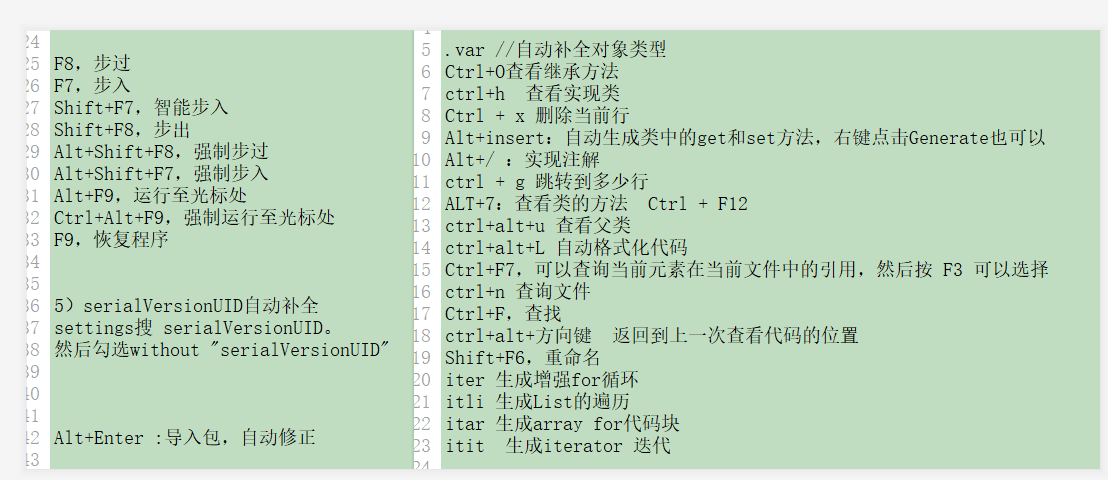 24
25 F8，步过
26 F7，步入
27 Shift+F7，智能步入
28 Shift+F8，步出
29 Alt+Shift+F8，强制步过
30 Alt+Shift+F7，强制步入
31 Alt+F9，运行至光标处
32 Ctrl+Alt+F9，强制运行至光标处
33 F9，恢复程序
34
35
36 5）serialVersionUID自动补全
37 settings搜 serialVersionUID。
38 然后勾选without "serialVersionUID"
39
40
41
42 Alt+Enter :导入包，自动修正
43
5 .var //自动补全对象类型
6 Ctrl+O查看继承方法
7 ctrl+h  查看实现类
8 Ctrl + x 删除当前行
9 Alt+insert：自动生成类中的get和set方法，右键点击Generate也可以
10 Alt+/ ：实现注解
11 ctrl + g 跳转到多少行
12 ALT+7：查看类的方法  Ctrl + F12
13 ctrl+alt+u 查看父类
14 ctrl+alt+L 自动格式化代码
15 Ctrl+F7，可以查询当前元素在当前文件中的引用，然后按 F3 可以选择
16 ctrl+n 查询文件
17 Ctrl+F，查找
18 ctrl+alt+方向键  返回到上一次查看代码的位置
19 Shift+F6，重命名
20 iter 生成增强for循环
21 itli 生成List的遍历
22 itar 生成array for代码块
23 itit  生成iterator 迭代
24